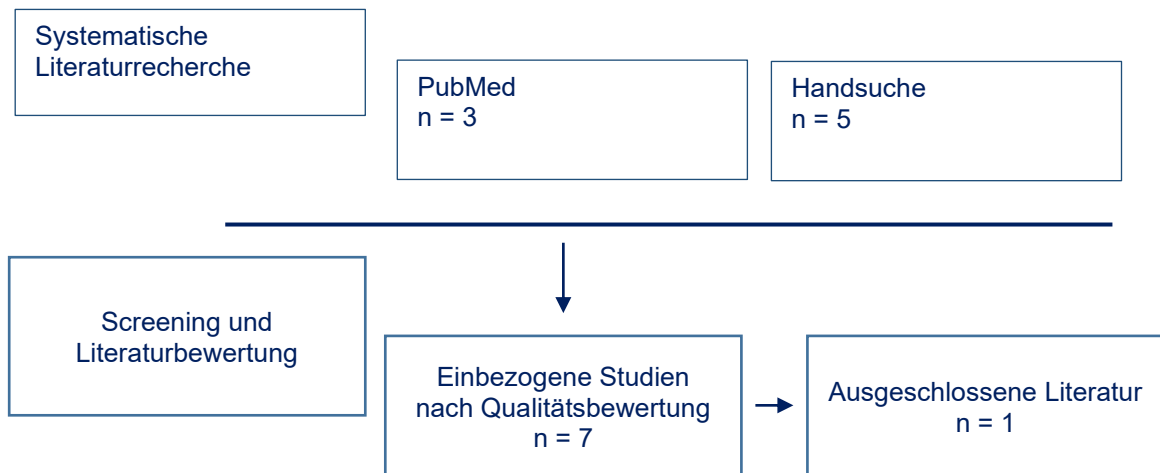 Systematische
Literaturrecherche
PubMed
n = 3
Handsuche
n = 5
Screening und
Literaturbewertung
Einbezogene Studien
nach Qualitätsbewertung
n = 7
Ausgeschlossene Literatur
n = 1